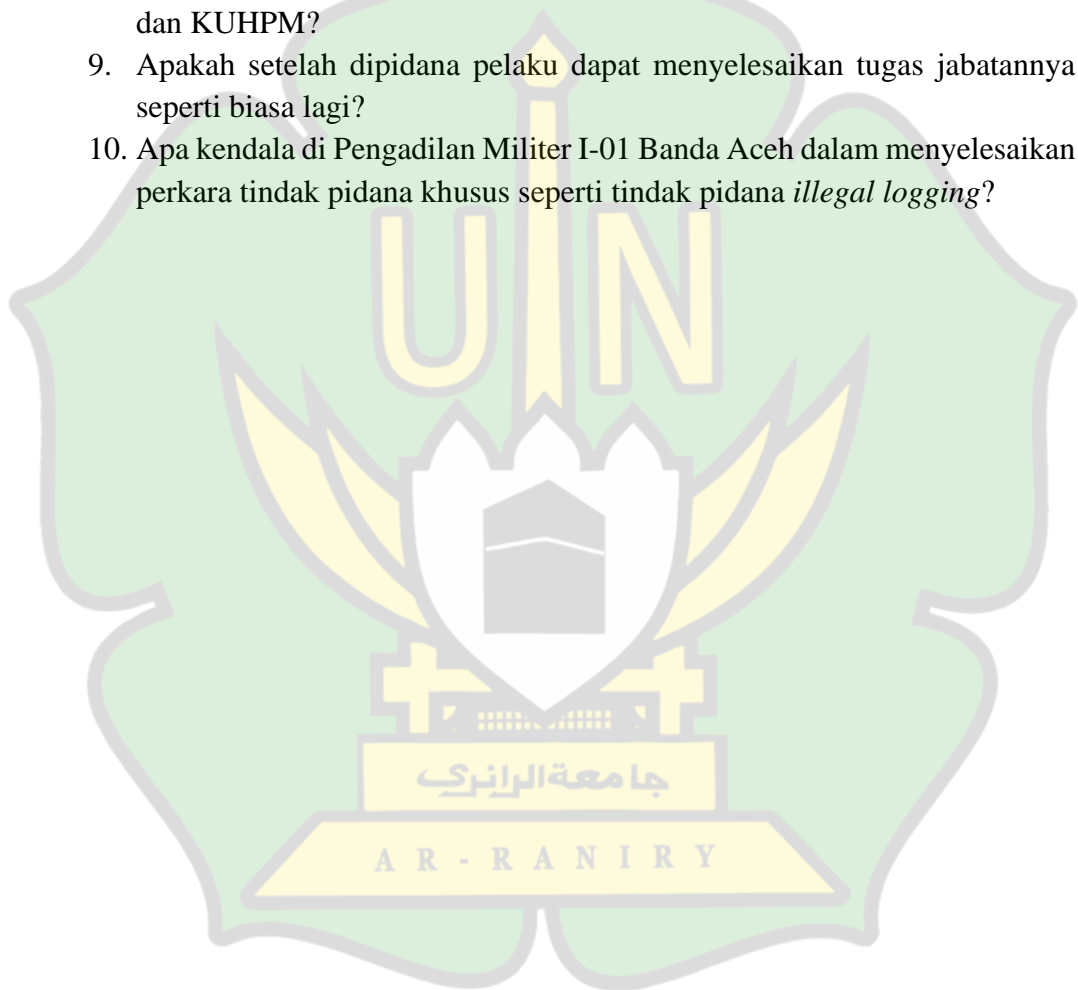 dan KUHPM?
9. Apakah setelah dipidana pelaku dapat menyelesaikan tugas jabatannya
seperti biasa lagi?
10. Apa kendala di Pengadilan Militer I-01 Banda Aceh dalam menyelesaikan
perkara tindak pidana khusus seperti tindak pidana illegal logging?
U N
جامعةالرانري
AR-RANIRY